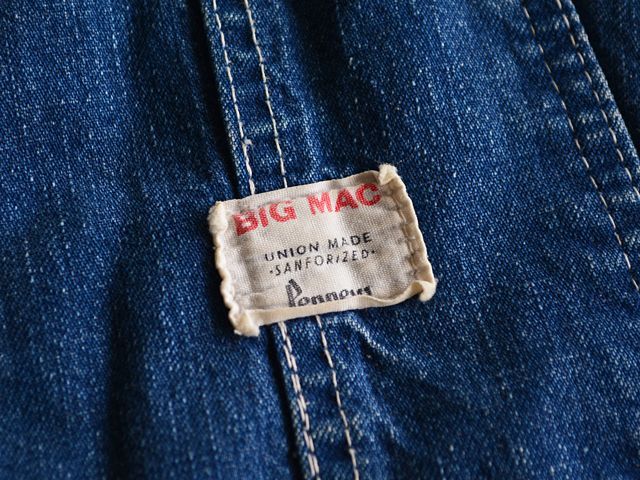 BIG MAC
UNION MADE
·SANFORIZED·
Penneys